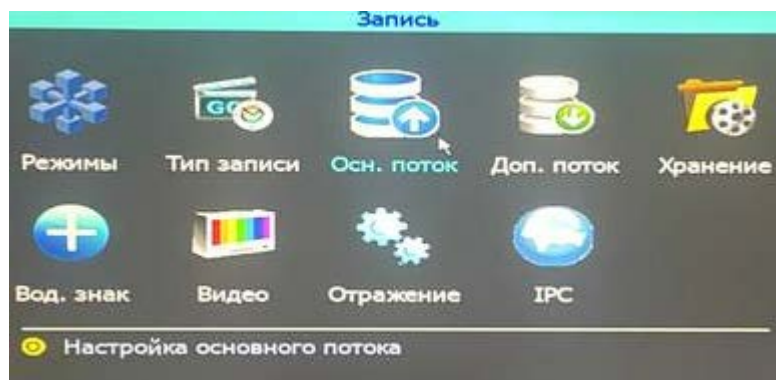 Запись
Режимы Тип записи Осн. поток Доп. поток Хранение
Вод. знак Видео Отражение IPC
Настройка основного потока